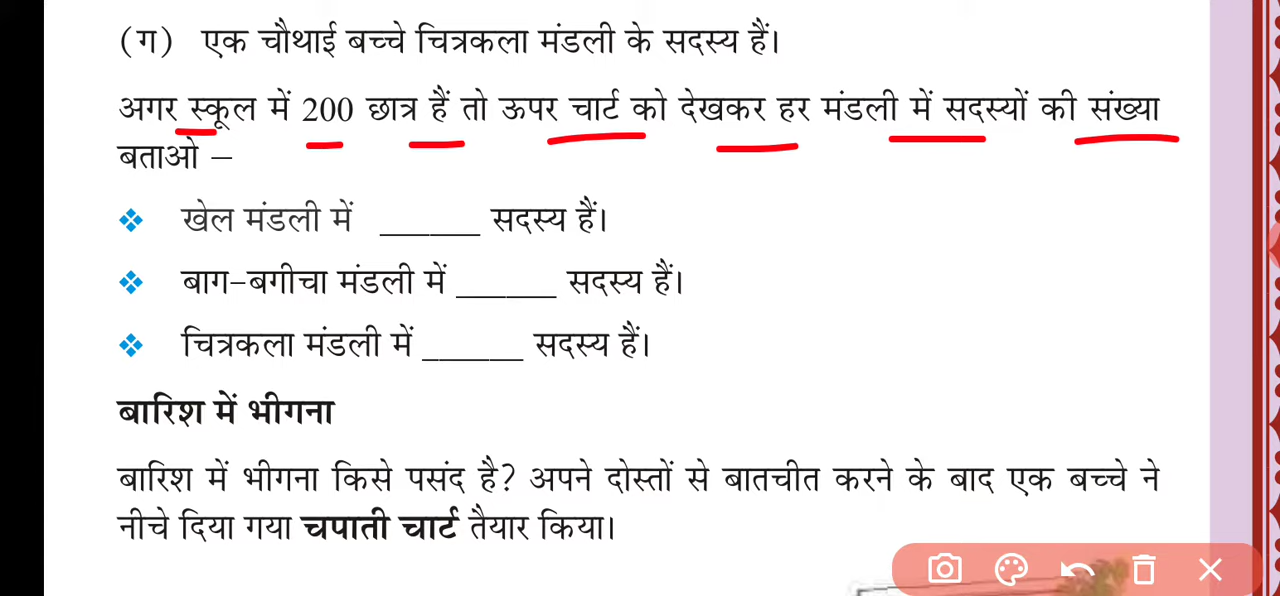 (ग) एक चौथाई बच्चे चित्रकला मंडली के सदस्य हैं।
अगर स्कूल में 200 छात्र हैं तो ऊपर चार्ट को देखकर हर मंडली में सदस्यों की संख्या
बताओ –
❖ खेल मंडली में ______ सदस्य हैं।
❖ बाग-बगीचा मंडली में ______ सदस्य हैं।
❖ चित्रकला मंडली में ______ सदस्य हैं।
बारिश में भीगना
बारिश में भीगना किसे पसंद है? अपने दोस्तों से बातचीत करने के बाद एक बच्चे ने
नीचे दिया गया चपाती चार्ट तैयार किया।